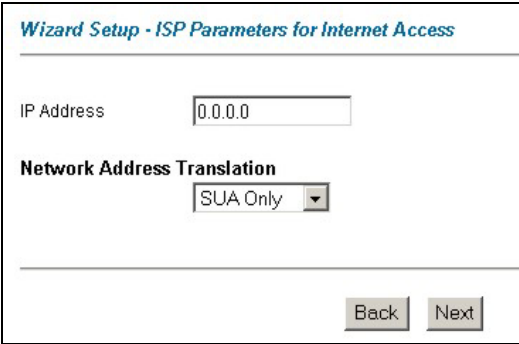 Wizard Setup - ISP Parameters for Internet Access
IP Address 0.0.0.0
Network Address Translation
SUA Only
Back Next